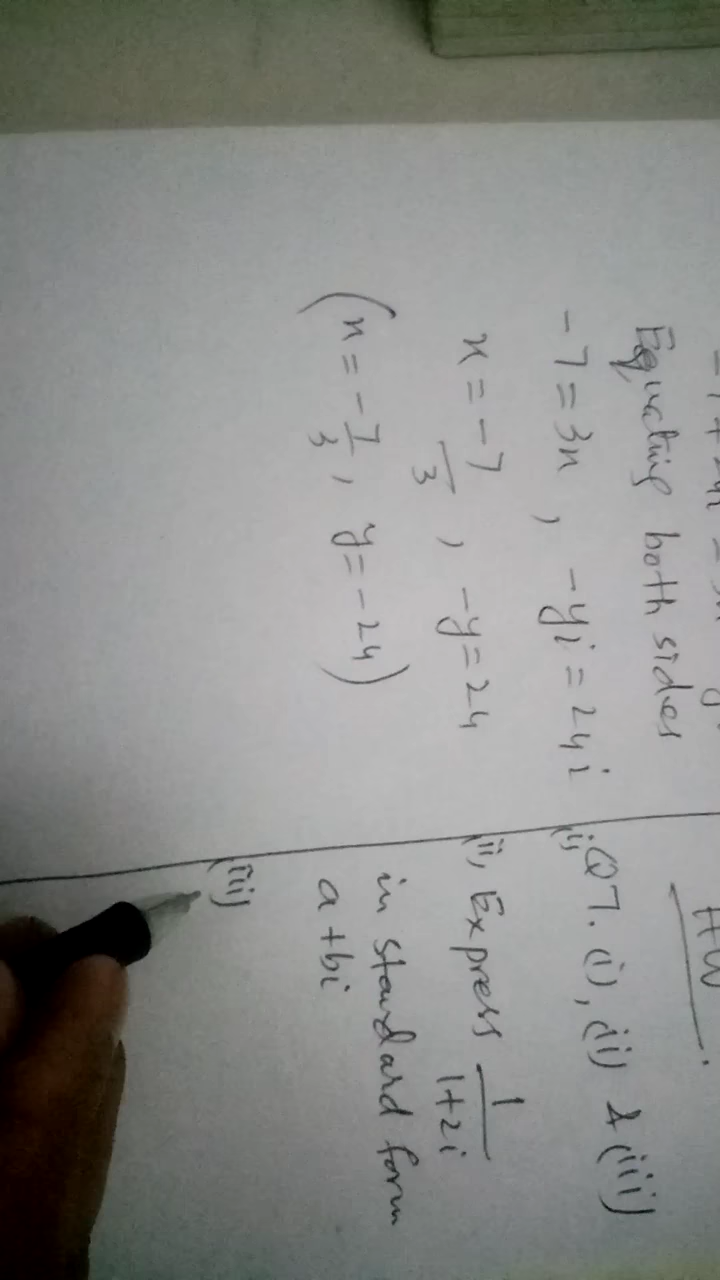 Equating both sides
-7 = 3x , -yi = 24i
x = -7/3 , -y = 24
(x = -7/3 , y = -24)
HW
(i) Q7. (i), (ii) & (iii)
(ii) Express 1/1+2i
in standard form
a+bi
(iii)